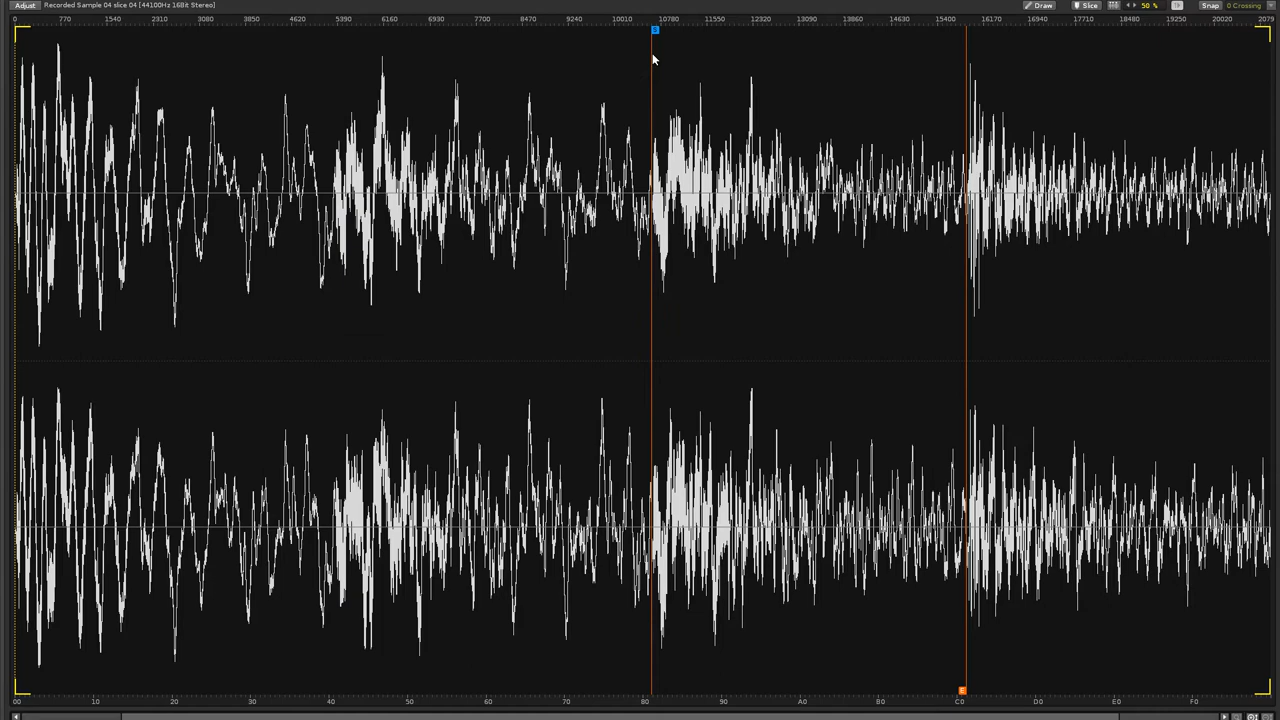 Adjust Recorded Sample 04 slice 04 [44100Hz 16Bit Stereo] Draw Slice 50 % Snap 0 Crossing
0 770 1540 2310 3080 3850 4620 5390 6160 6930 7700 8470 9240 10010 10780 11550 12320 13090 13860 14630 15400 16170 16940 17710 18480 19250 20020 2079
S
E
00 10 20 30 40 50 60 70 80 90 A0 B0 C0 D0 E0 F0